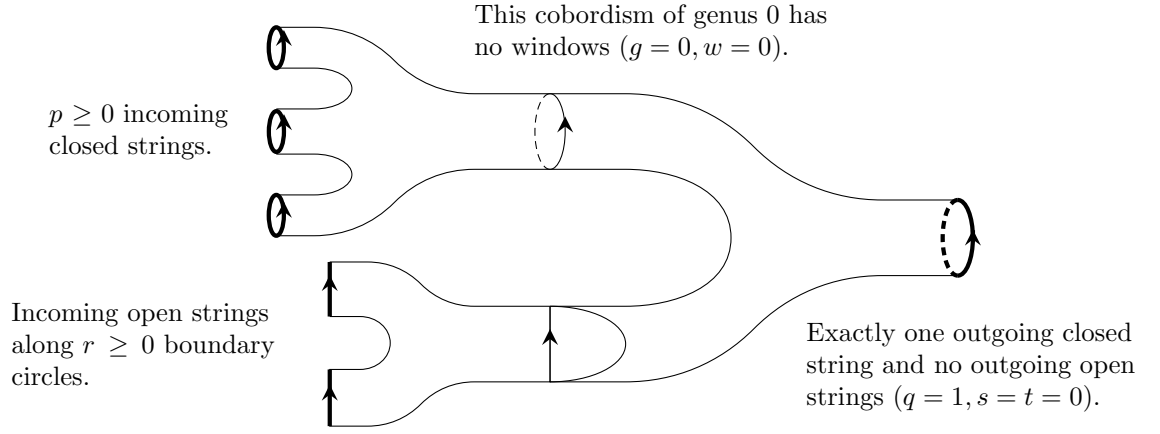 This cobordism of genus 0 has
no windows (g = 0, w = 0).
p ≥ 0 incoming
closed strings.
Incoming open strings
along r ≥ 0 boundary
circles.
Exactly one outgoing closed
string and no outgoing open
strings (q = 1, s = t = 0).